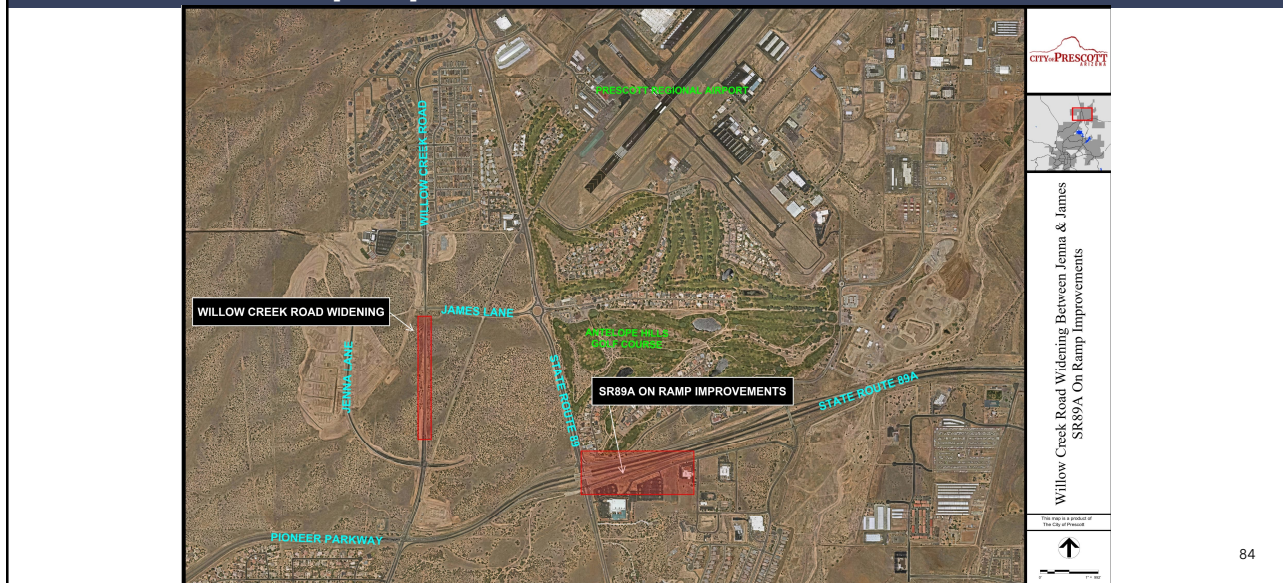 PRESCOTT REGIONAL AIRPORT
WILLOW CREEK ROAD
WILLOW CREEK ROAD WIDENING
JAMES LANE
ANTELOPE HILLS
GOLF COURSE
JENNA LANE
STATE ROUTE 89
SR89A ON RAMP IMPROVEMENTS
STATE ROUTE 89A
PIONEER PARKWAY
CITY OF PRESCOTT
ARIZONA
Willow Creek Road Widening Between Jenna & James
SR89A On Ramp Improvements
This map is a product of
The City of Prescott
84